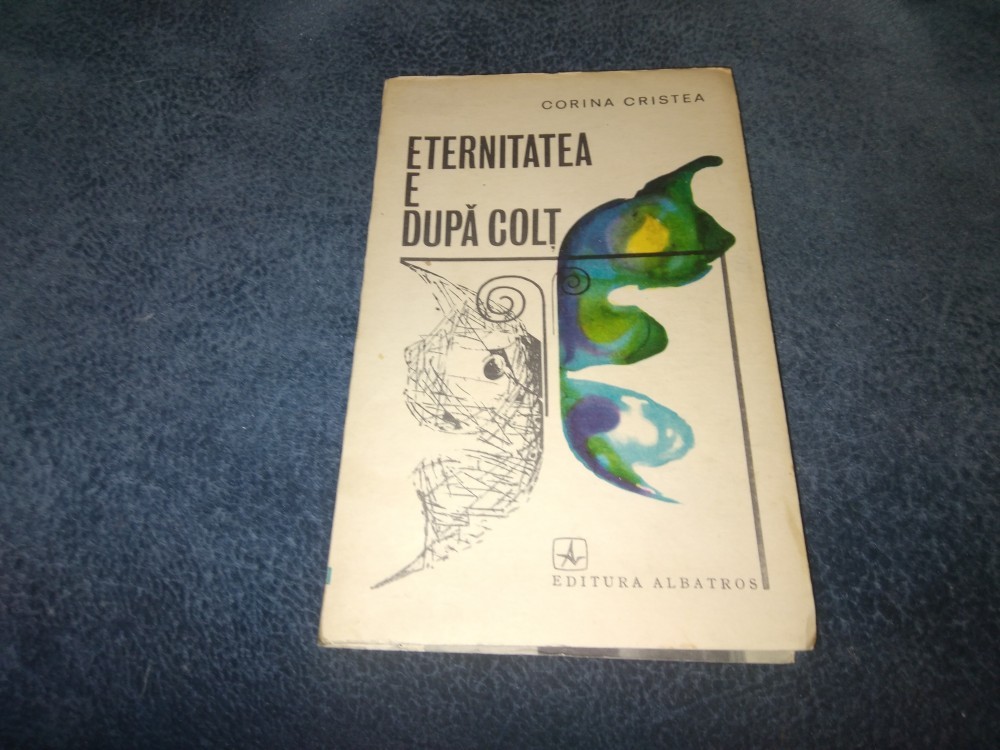 CORINA CRISTEA
ETERNITATEA
E
DUPĂ COLȚ
EDITURA ALBATROS